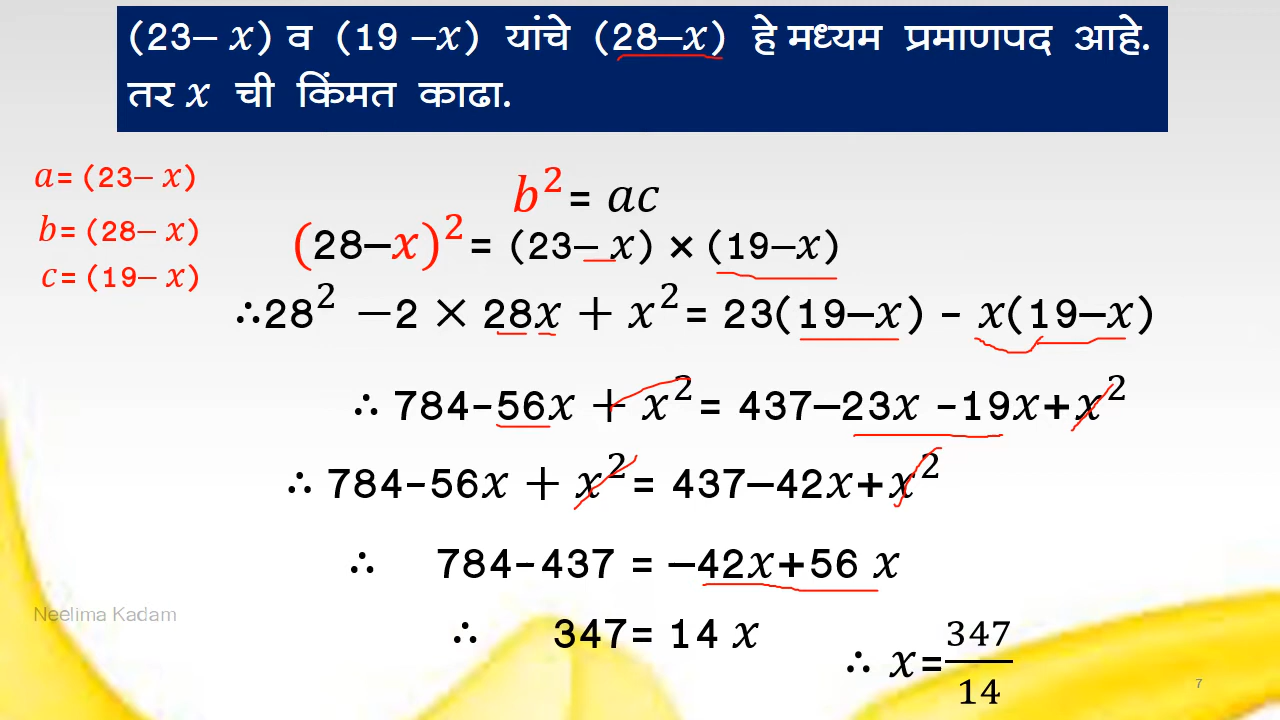 (23– x) व (19 –x) यांचे (28–x) हे मध्यम प्रमाणपद आहे.
तर x ची किंमत काढा.
a= (23– x)
b= (28– x)
c= (19– x)
b²= ac
(28–x)²= (23– x) × (19–x)
∴28² −2 × 28x + x²= 23(19–x) - x(19–x)
∴ 784-56x + x²= 437–23x -19x+x²
∴ 784-56x + x²= 437–42x+x²
∴ 784-437 = –42x+56 x
∴ 347= 14 x
∴ x=347/14
Neelima Kadam
7